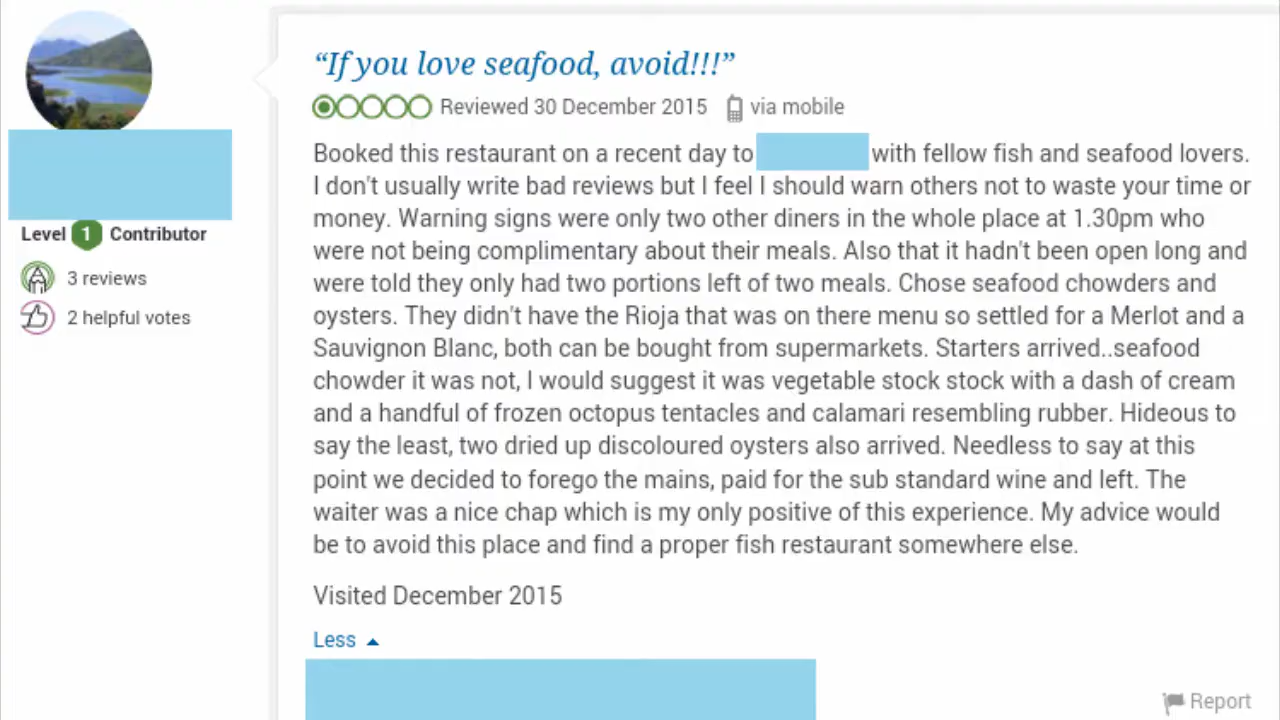 “If you love seafood, avoid!!!”
Reviewed 30 December 2015 via mobile
Booked this restaurant on a recent day to with fellow fish and seafood lovers.
I don't usually write bad reviews but I feel I should warn others not to waste your time or
money. Warning signs were only two other diners in the whole place at 1.30pm who
were not being complimentary about their meals. Also that it hadn't been open long and
were told they only had two portions left of two meals. Chose seafood chowders and
oysters. They didn't have the Rioja that was on there menu so settled for a Merlot and a
Sauvignon Blanc, both can be bought from supermarkets. Starters arrived..seafood
chowder it was not, I would suggest it was vegetable stock stock with a dash of cream
and a handful of frozen octopus tentacles and calamari resembling rubber. Hideous to
say the least, two dried up discoloured oysters also arrived. Needless to say at this
point we decided to forego the mains, paid for the sub standard wine and left. The
waiter was a nice chap which is my only positive of this experience. My advice would
be to avoid this place and find a proper fish restaurant somewhere else.
Visited December 2015
Less
Level 1 Contributor
3 reviews
2 helpful votes
Report